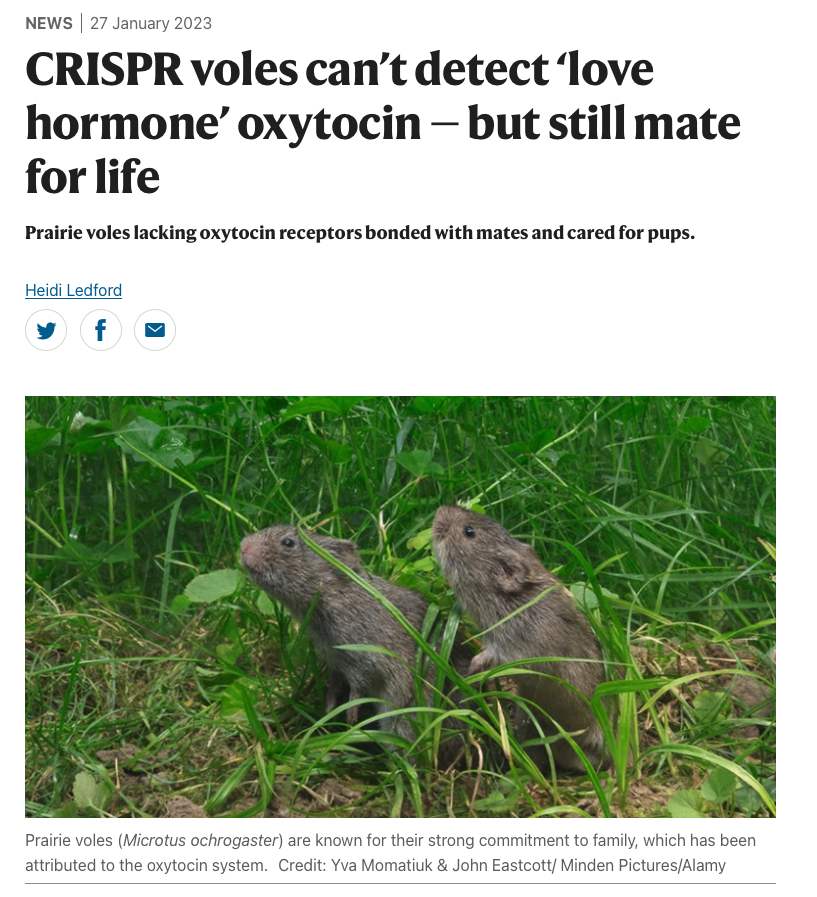 NEWS | 27 January 2023
CRISPR voles can’t detect ‘love
hormone’ oxytocin — but still mate
for life
Prairie voles lacking oxytocin receptors bonded with mates and cared for pups.
Heidi Ledford
Prairie voles (Microtus ochrogaster) are known for their strong commitment to family, which has been
attributed to the oxytocin system. Credit: Yva Momatiuk & John Eastcott/ Minden Pictures/Alamy